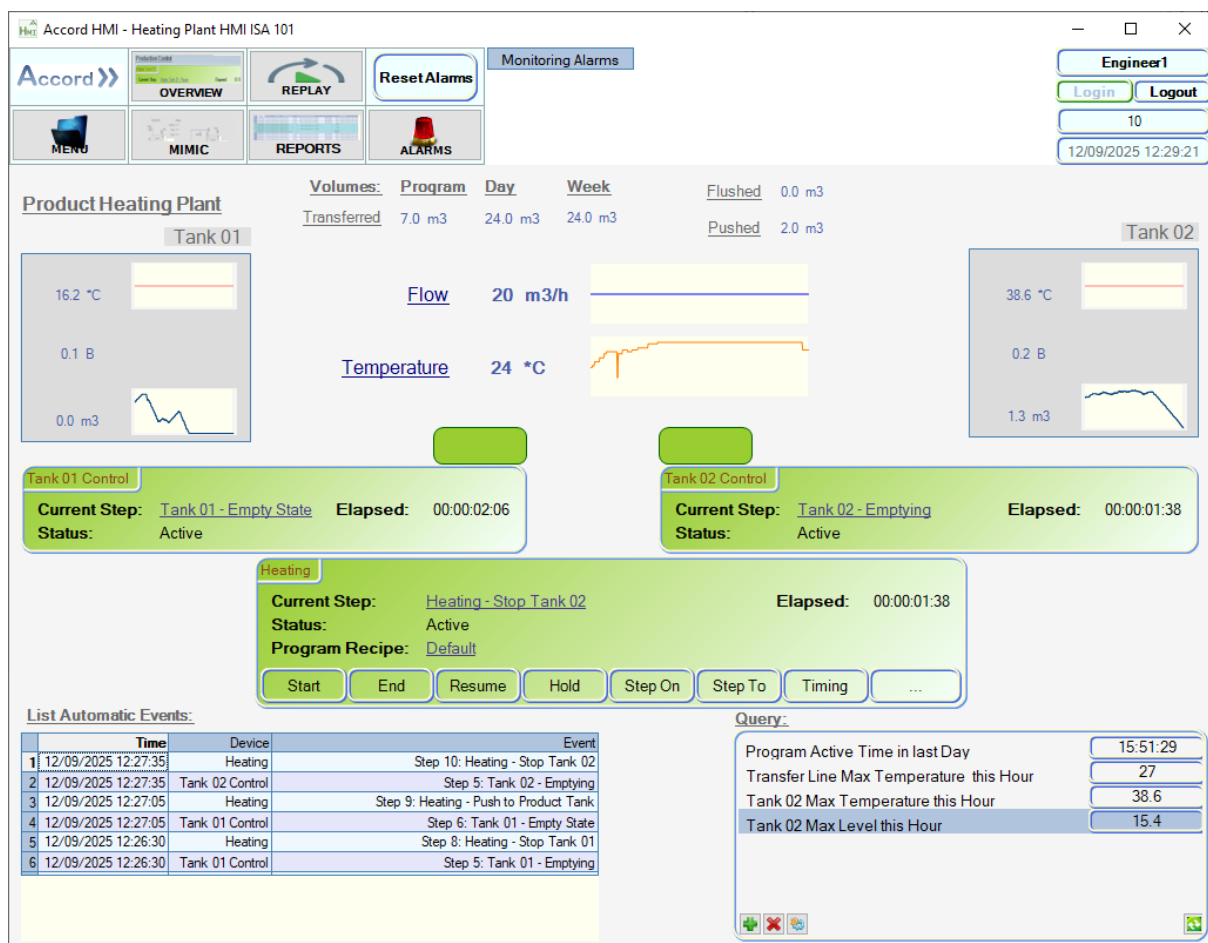 Accord HMI - Heating Plant HMI ISA 101
Accord
OVERVIEW
REPLAY
Reset Alarms
Monitoring Alarms
Engineer1
Login Logout
MENU
MIMIC
REPORTS
ALARMS
10
12/09/2025 12:29:21
Product Heating Plant
Volumes: Program Day Week
Transferred 7.0 m3 24.0 m3 24.0 m3
Flushed 0.0 m3
Pushed 2.0 m3
Tank 01
16.2 °C
0.1 B
0.0 m3
Flow 20 m3/h
Temperature 24 °C
Tank 02
38.6 °C
0.2 B
1.3 m3
Tank 01 Control
Current Step: Tank 01 - Empty State Elapsed: 00:00:02:06
Status: Active
Tank 02 Control
Current Step: Tank 02 - Emptying Elapsed: 00:00:01:38
Status: Active
Heating
Current Step: Heating - Stop Tank 02 Elapsed: 00:00:01:38
Status: Active
Program Recipe: Default
Start End Resume Hold Step On Step To Timing ...
List Automatic Events:
Time Device Event
1 12/09/2025 12:27:35 Heating Step 10: Heating - Stop Tank 02
2 12/09/2025 12:27:35 Tank 02 Control Step 5: Tank 02 - Emptying
3 12/09/2025 12:27:05 Heating Step 9: Heating - Push to Product Tank
4 12/09/2025 12:27:05 Tank 01 Control Step 6: Tank 01 - Empty State
5 12/09/2025 12:26:30 Heating Step 8: Heating - Stop Tank 01
6 12/09/2025 12:26:30 Tank 01 Control Step 5: Tank 01 - Emptying
Query:
Program Active Time in last Day 15:51:29
Transfer Line Max Temperature this Hour 27
Tank 02 Max Temperature this Hour 38.6
Tank 02 Max Level this Hour 15.4